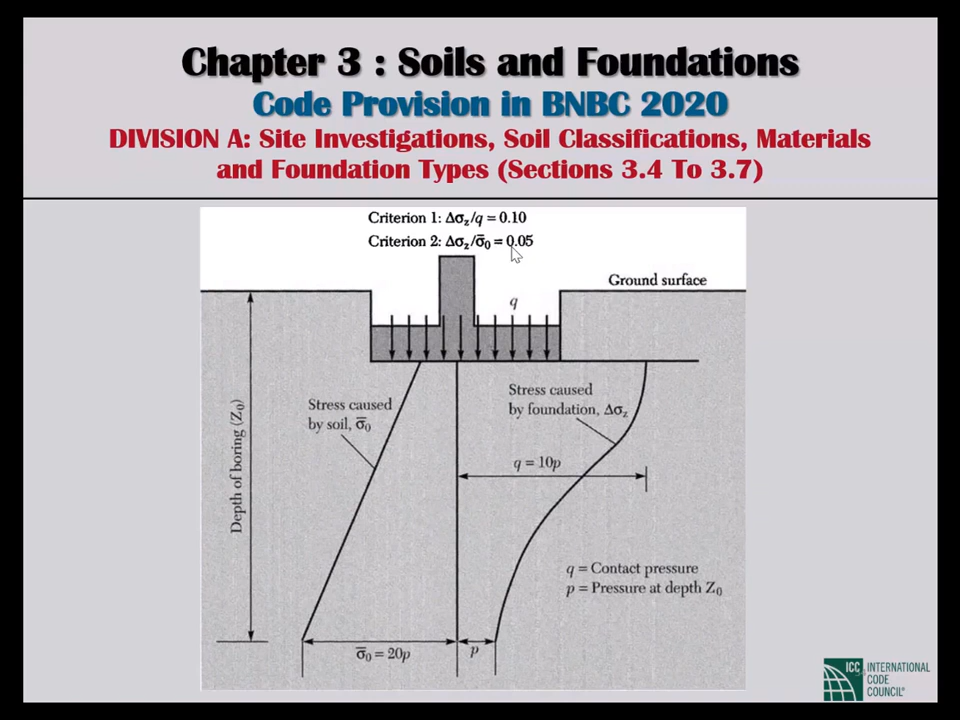 Chapter 3 : Soils and Foundations
Code Provision in BNBC 2020
DIVISION A: Site Investigations, Soil Classifications, Materials
and Foundation Types (Sections 3.4 To 3.7)
Criterion 1: Δσz/q = 0.10
Criterion 2: Δσz/σ̅0 = 0.05
Ground surface
q
Stress caused
by soil, σ̅0
Stress caused
by foundation, Δσz
Depth of boring (Z0)
q = 10p
q = Contact pressure
p = Pressure at depth Z0
σ̅0 = 20p
p
ICC INTERNATIONAL
CODE
COUNCIL®